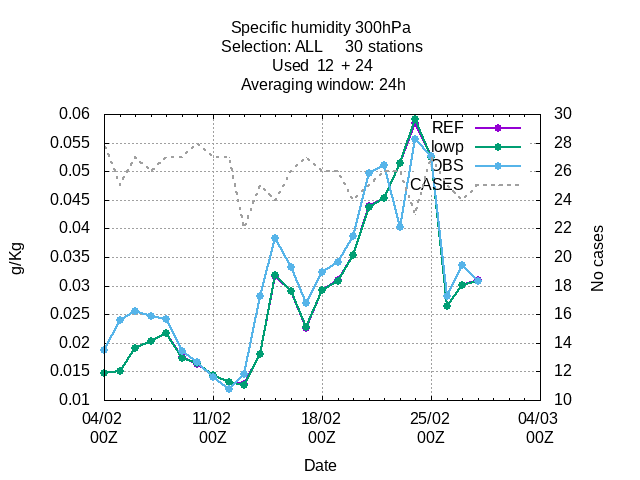 Specific humidity 300hPa
Selection: ALL     30 stations
Used  12  + 24
Averaging window: 24h
0.06
0.055
0.05
0.045
0.04
0.035
0.03
0.025
0.02
0.015
0.01
g/Kg
REF
lowp
OBS
CASES
30
28
26
24
22
20
18
16
14
12
10
No cases
04/02 11/02 18/02 25/02 04/03
00Z 00Z 00Z 00Z 00Z
Date